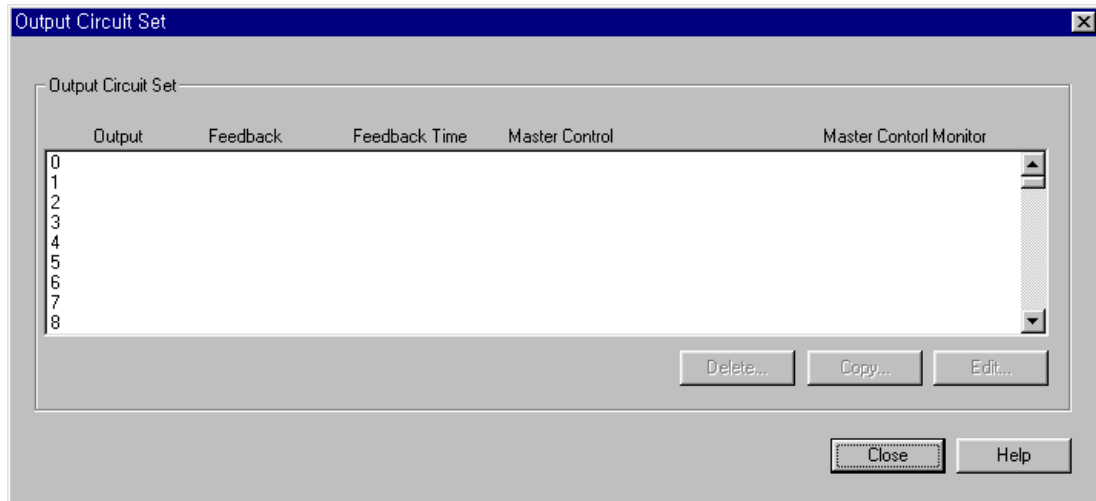 Output Circuit Set
Output Circuit Set
Output Feedback Feedback Time Master Control Master Contorl Monitor
0
1
2
3
4
5
6
7
8
Delete... Copy... Edit...
Close Help